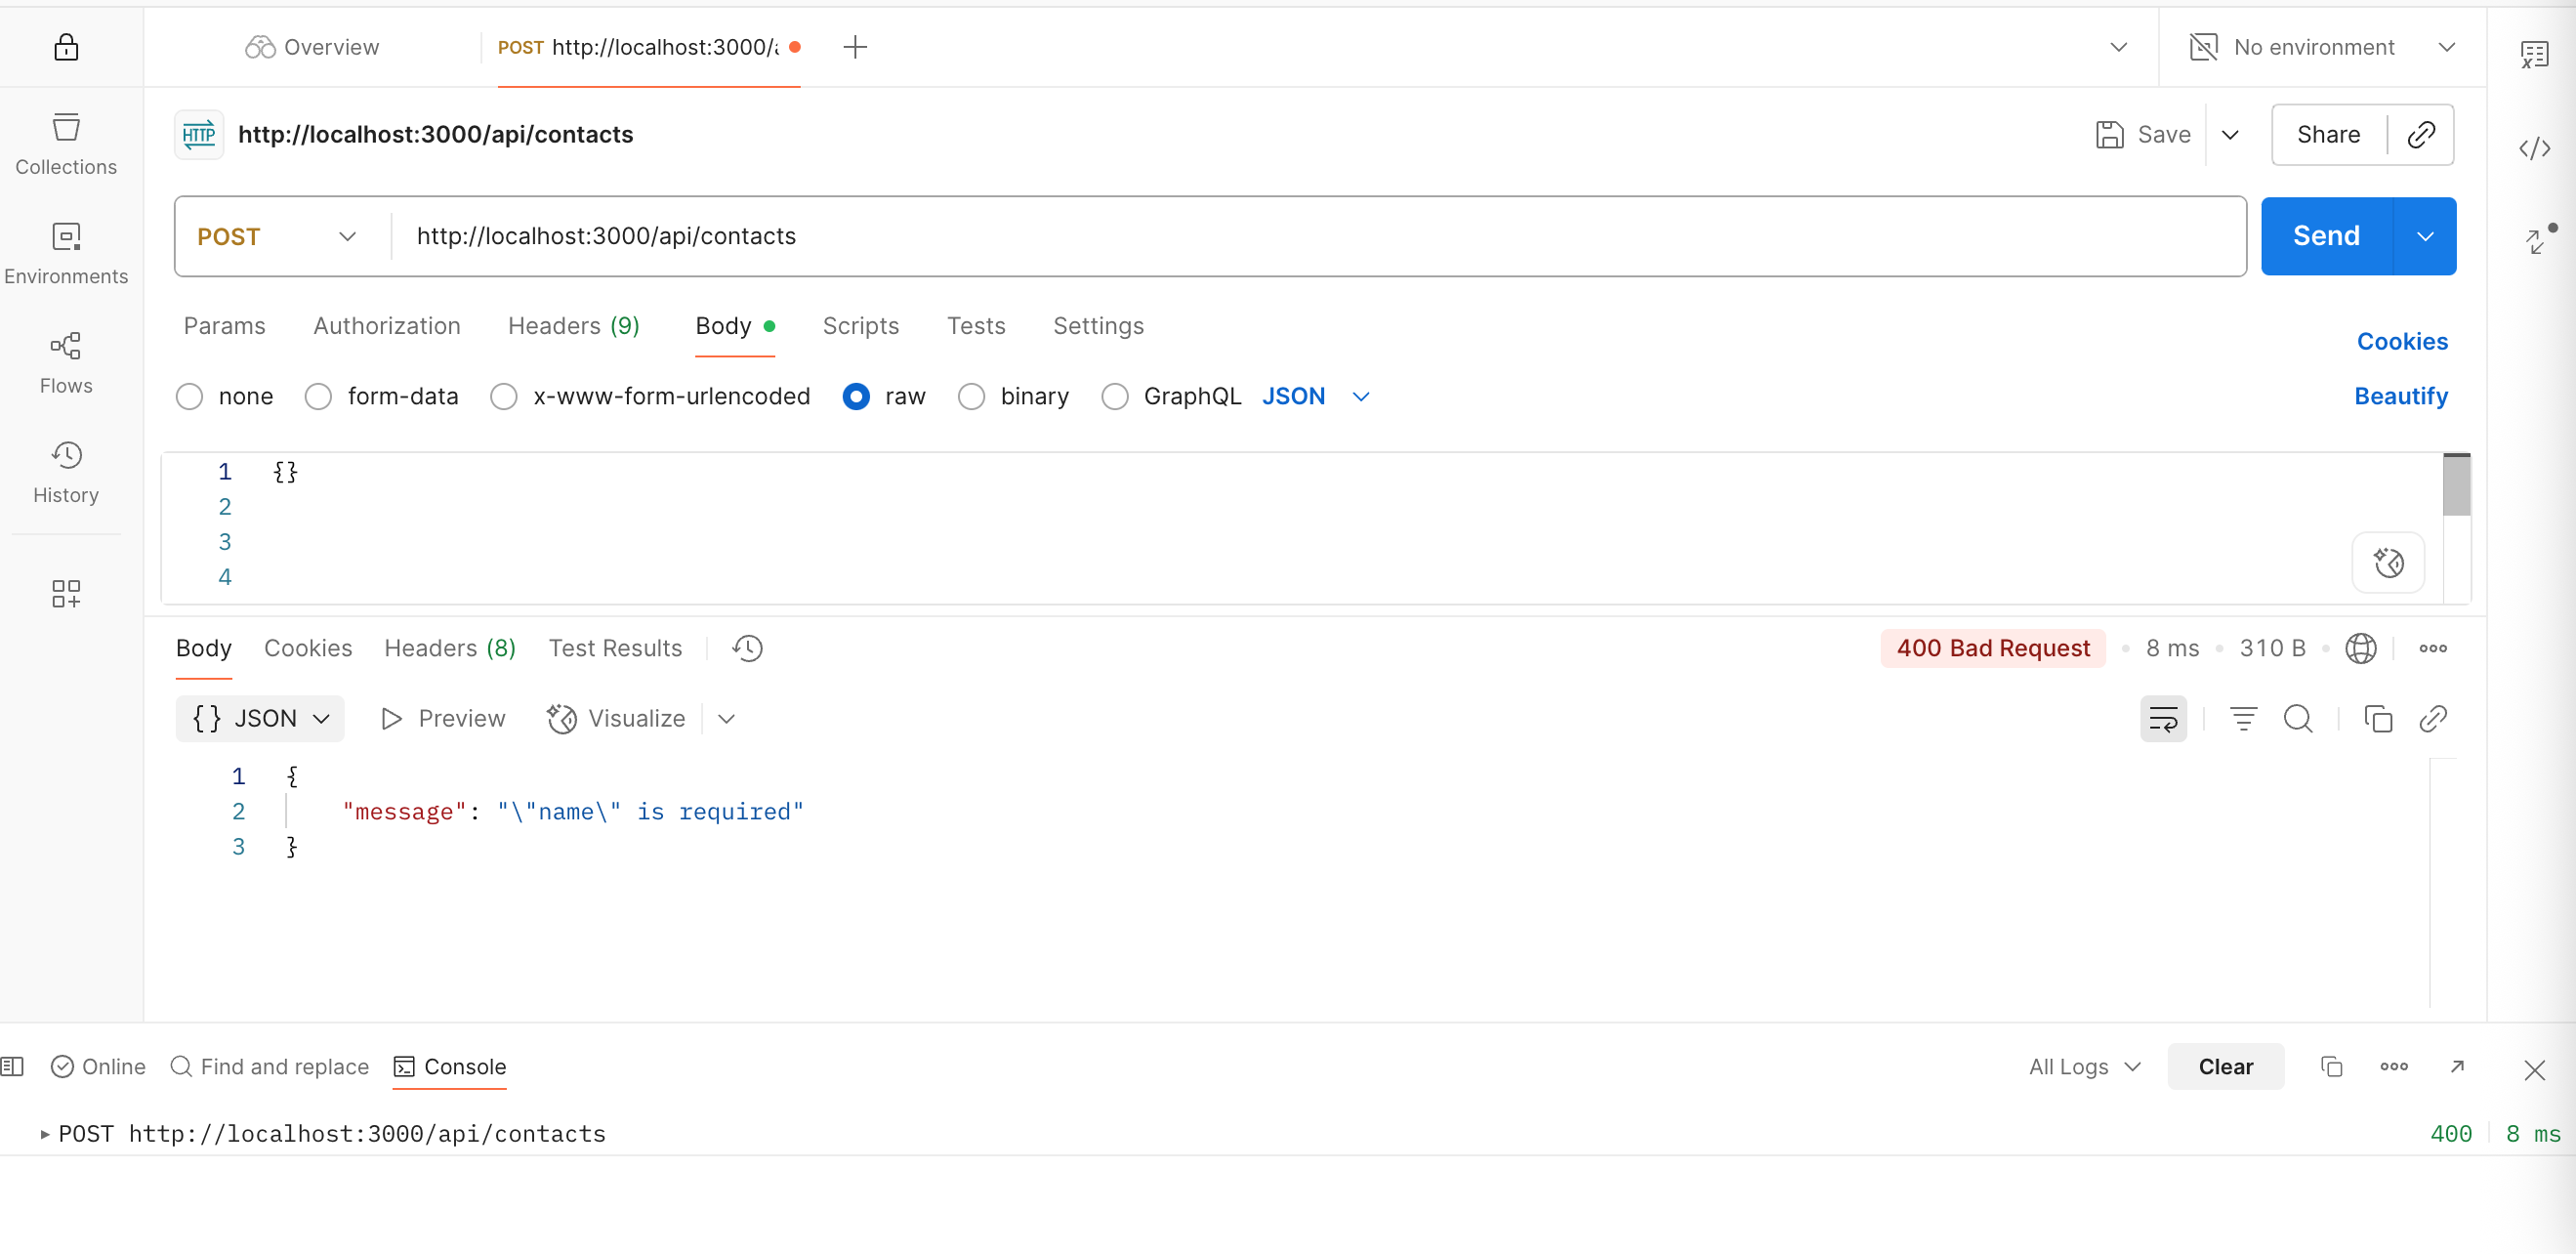 Overview
POST http://localhost:3000/a
No environment
HTTP http://localhost:3000/api/contacts
Save
Share
Collections
Environments
Flows
History
POST http://localhost:3000/api/contacts
Send
Params Authorization Headers (9) Body Scripts Tests Settings
Cookies
none form-data x-www-form-urlencoded raw binary GraphQL JSON
Beautify
1 {}
2
3
4
Body Cookies Headers (8) Test Results
400 Bad Request • 8 ms • 310 B
{ } JSON Preview Visualize
1 {
2 "message": "\"name\" is required"
3 }
Online Find and replace Console
All Logs Clear
POST http://localhost:3000/api/contacts
400 8 ms